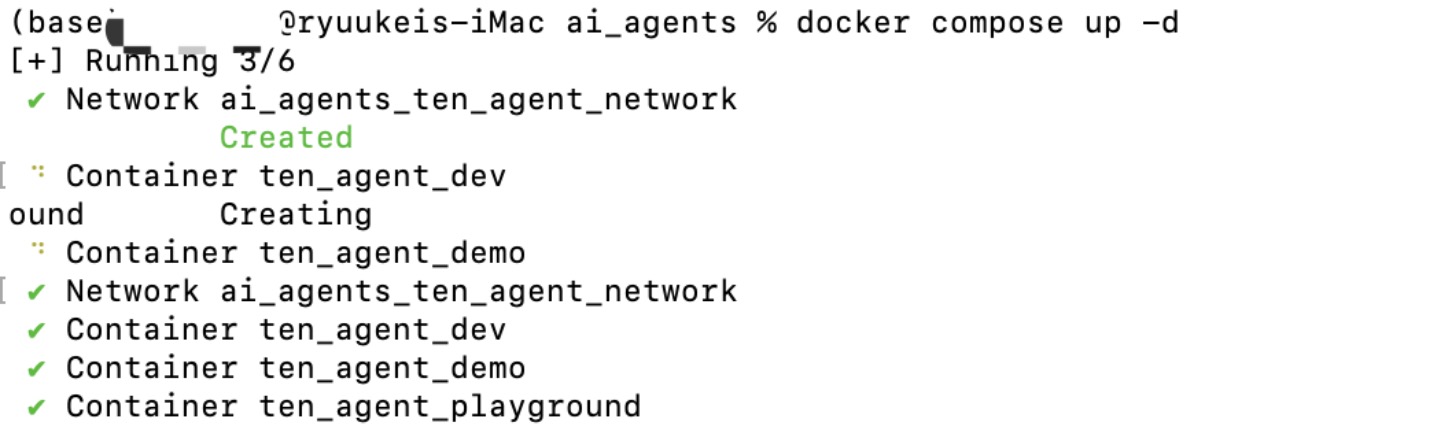 (base @ryuukeis-iMac ai_agents % docker compose up -d
[+] Running 3/6
✔ Network ai_agents_ten_agent_network
Created
Container ten_agent_dev
ound Creating
Container ten_agent_demo
✔ Network ai_agents_ten_agent_network
✔ Container ten_agent_dev
✔ Container ten_agent_demo
✔ Container ten_agent_playground